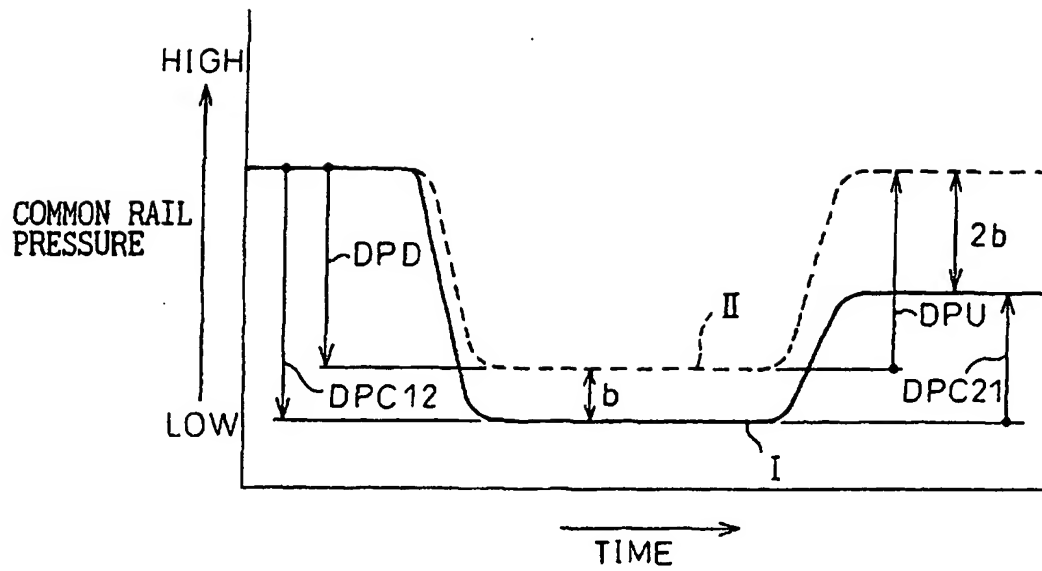 HIGH
COMMON RAIL
PRESSURE
LOW
DPD
DPC12
b
II
I
2b
DPU
DPC21
TIME